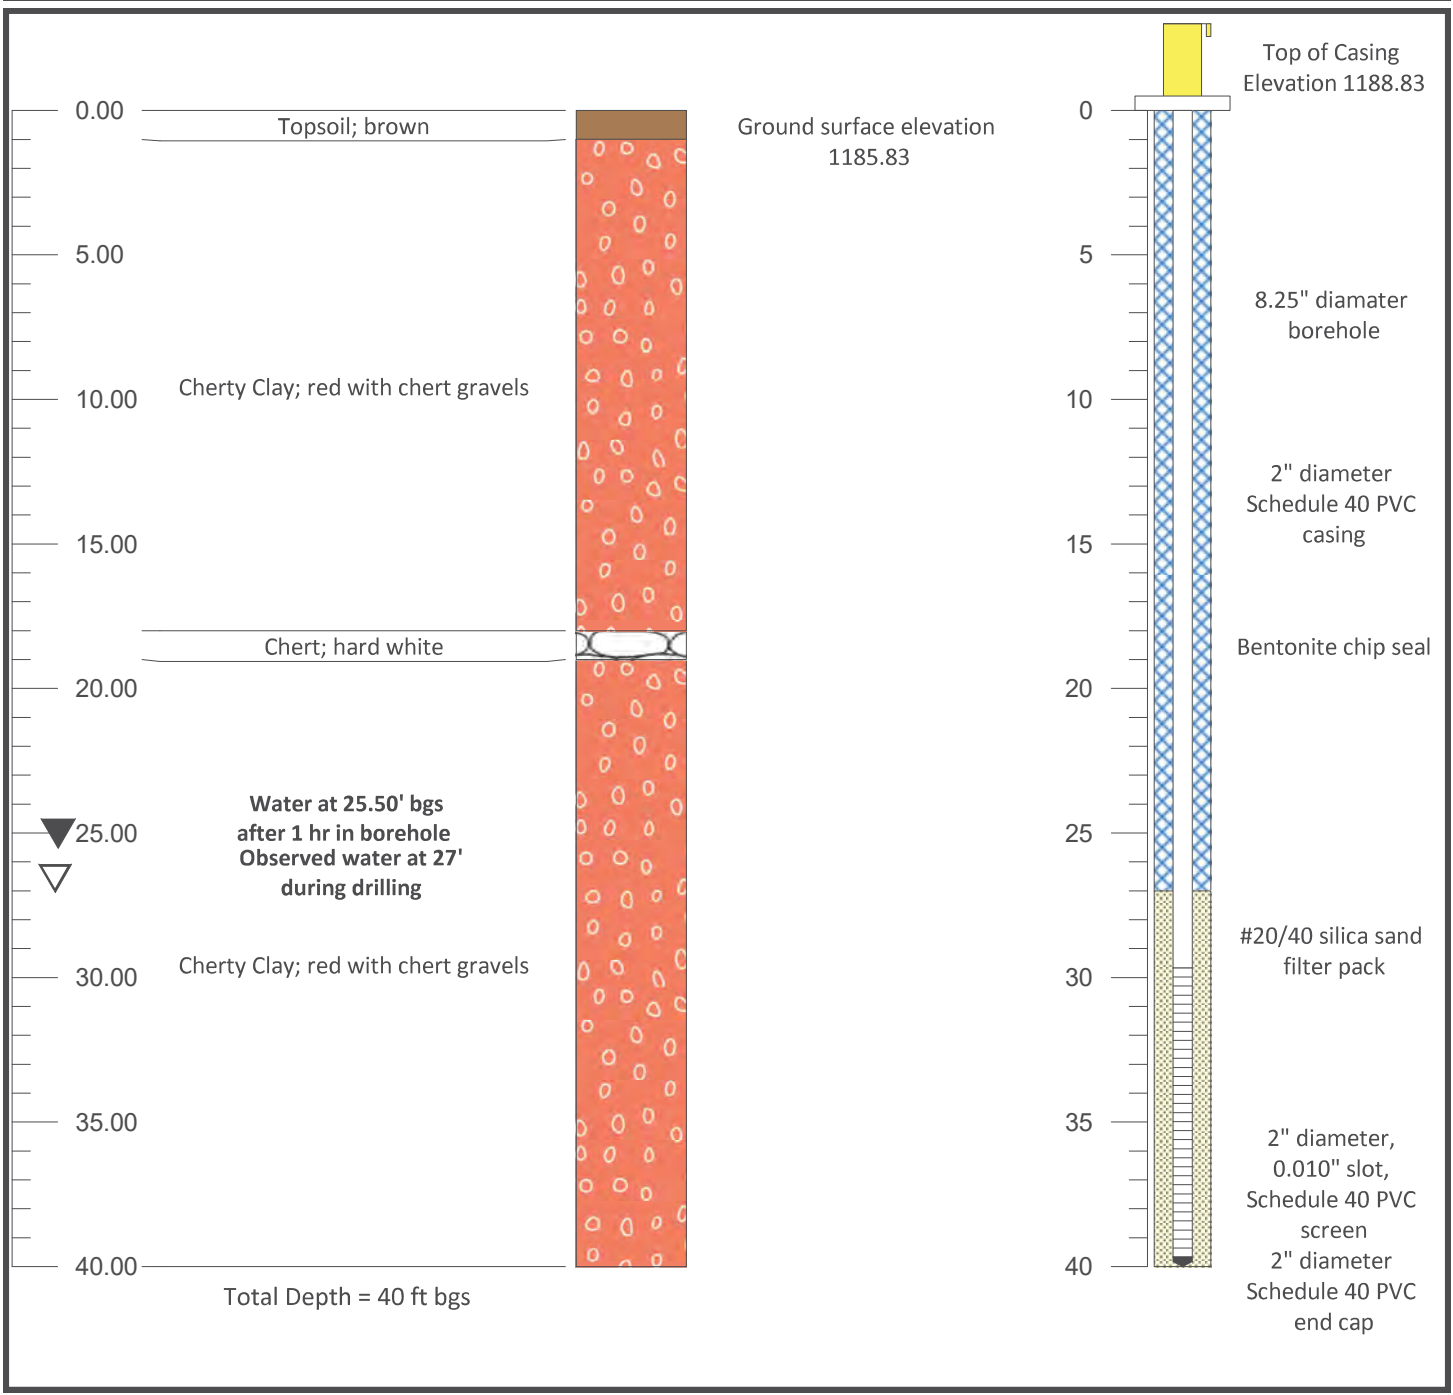 0.00
Topsoil; brown
5.00
Cherty Clay; red with chert gravels
10.00
15.00
Chert; hard white
20.00
Water at 25.50' bgs
after 1 hr in borehole
25.00
Observed water at 27'
during drilling
Cherty Clay; red with chert gravels
30.00
35.00
40.00
Total Depth = 40 ft bgs
Ground surface elevation
1185.83
Top of Casing
Elevation 1188.83
0
5
8.25" diamater
borehole
10
2" diameter
Schedule 40 PVC
casing
15
Bentonite chip seal
20
25
#20/40 silica sand
filter pack
30
35
2" diameter,
0.010" slot,
Schedule 40 PVC
screen
40
2" diameter
Schedule 40 PVC
end cap